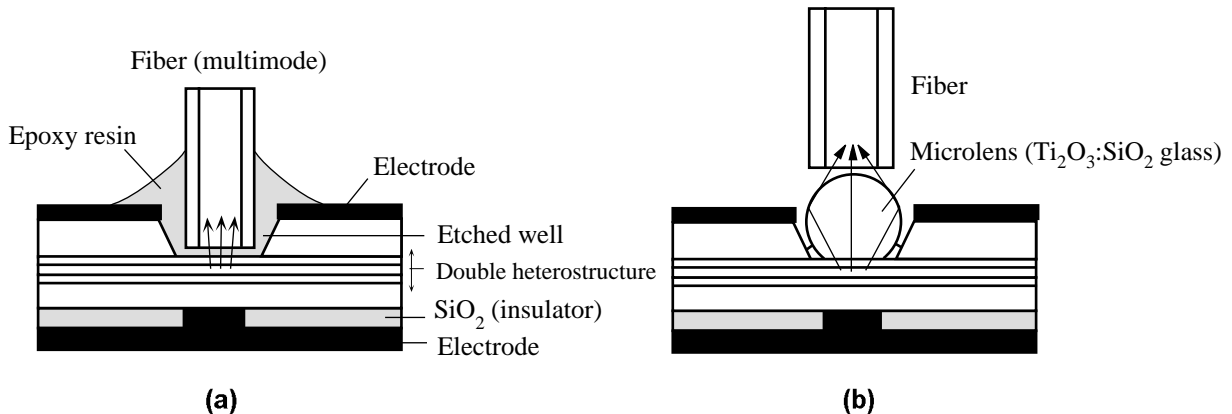 Fiber (multimode)
Epoxy resin
Electrode
Etched well
Double heterostructure
SiO₂ (insulator)
Electrode
(a)
Fiber
Microlens (Ti₂O₃:SiO₂ glass)
(b)